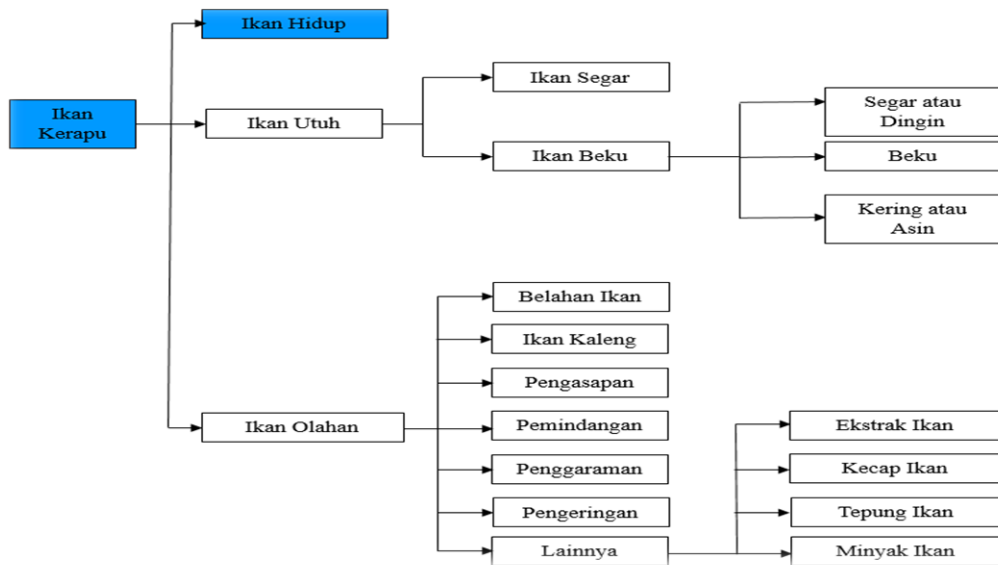 Ikan Hidup
Ikan
Kerapu
Ikan Utuh
Ikan Segar
Ikan Beku
Segar atau
Dingin
Beku
Kering atau
Asin
Ikan Olahan
Belahan Ikan
Ikan Kaleng
Pengasapan
Pemindangan
Penggaraman
Pengeringan
Lainnya
Ekstrak Ikan
Kecap Ikan
Tepung Ikan
Minyak Ikan